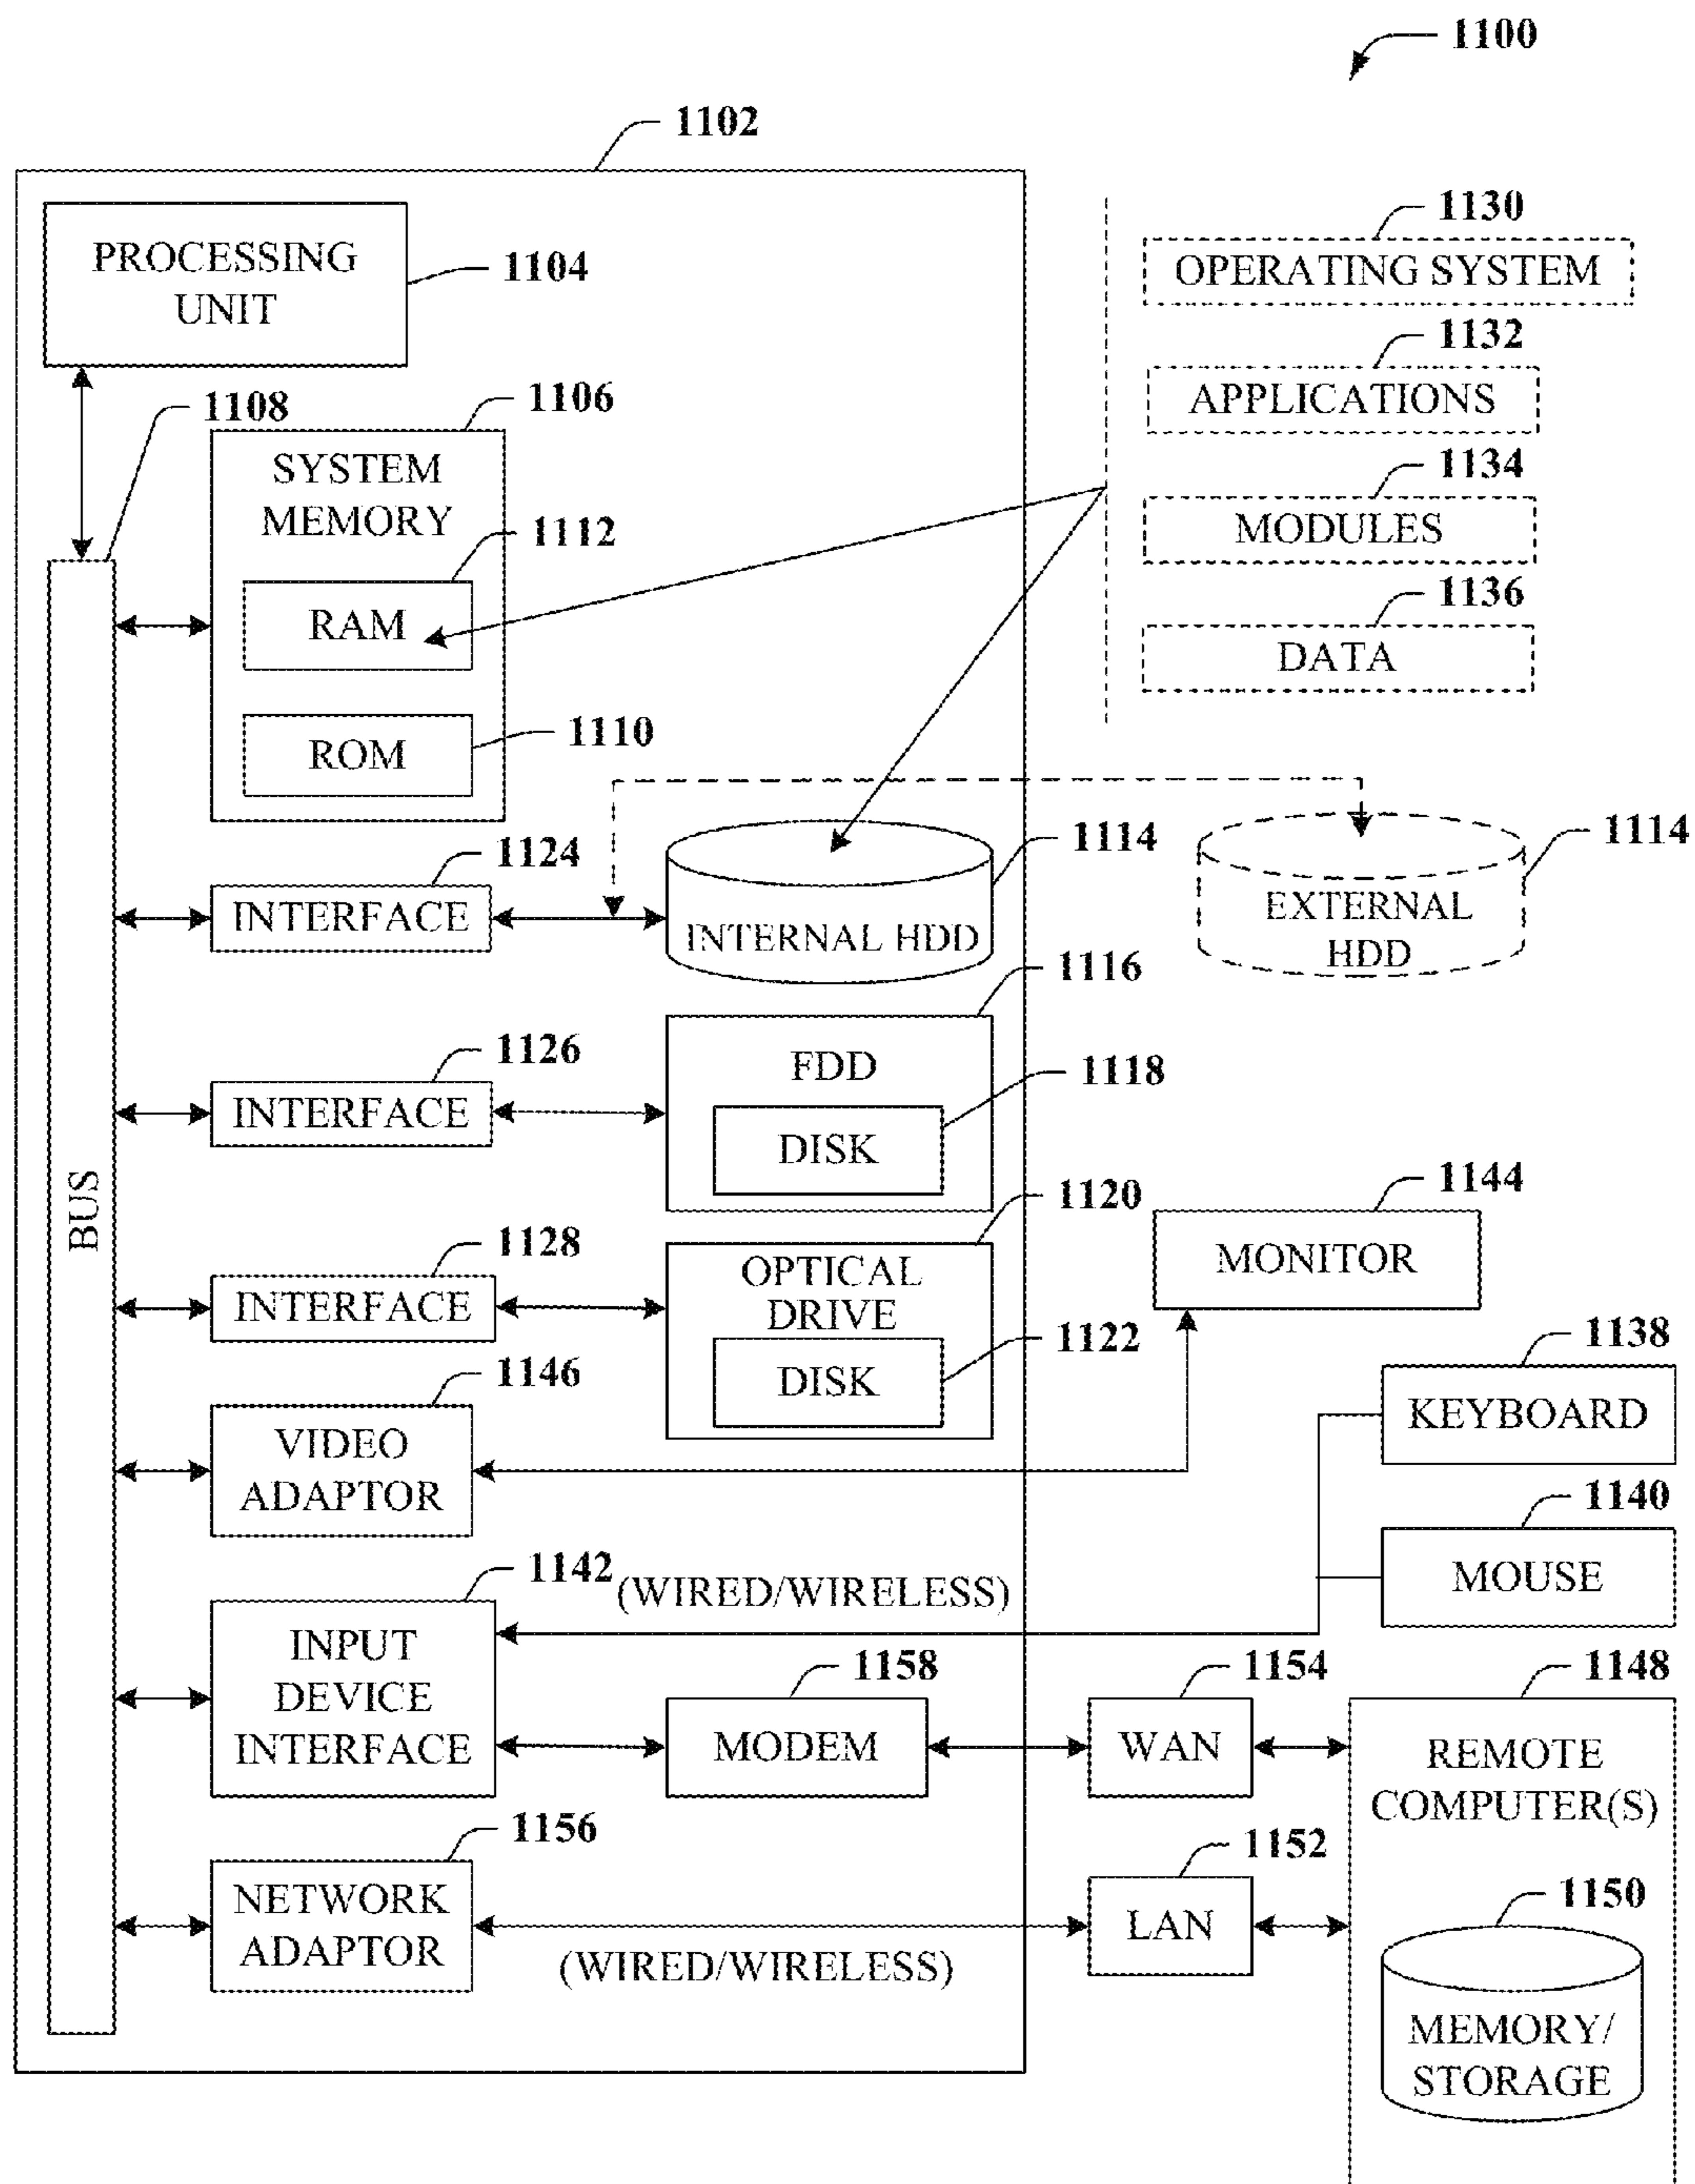 1100
1102
PROCESSING
UNIT
1104
1130
OPERATING SYSTEM
1132
APPLICATIONS
1134
MODULES
1136
DATA
1108
1106
SYSTEM
MEMORY
1112
RAM
1110
ROM
1124
INTERFACE
1114
INTERNAL HDD
1114
EXTERNAL
HDD
1126
INTERFACE
1116
FDD
1118
DISK
BUS
1128
INTERFACE
1120
OPTICAL
DRIVE
1122
DISK
1144
MONITOR
1146
VIDEO
ADAPTOR
1138
KEYBOARD
1140
MOUSE
1142
(WIRED/WIRELESS)
INPUT
DEVICE
INTERFACE
1158
MODEM
1154
WAN
1148
REMOTE
COMPUTER(S)
1156
NETWORK
ADAPTOR
(WIRED/WIRELESS)
1152
LAN
1150
MEMORY/
STORAGE